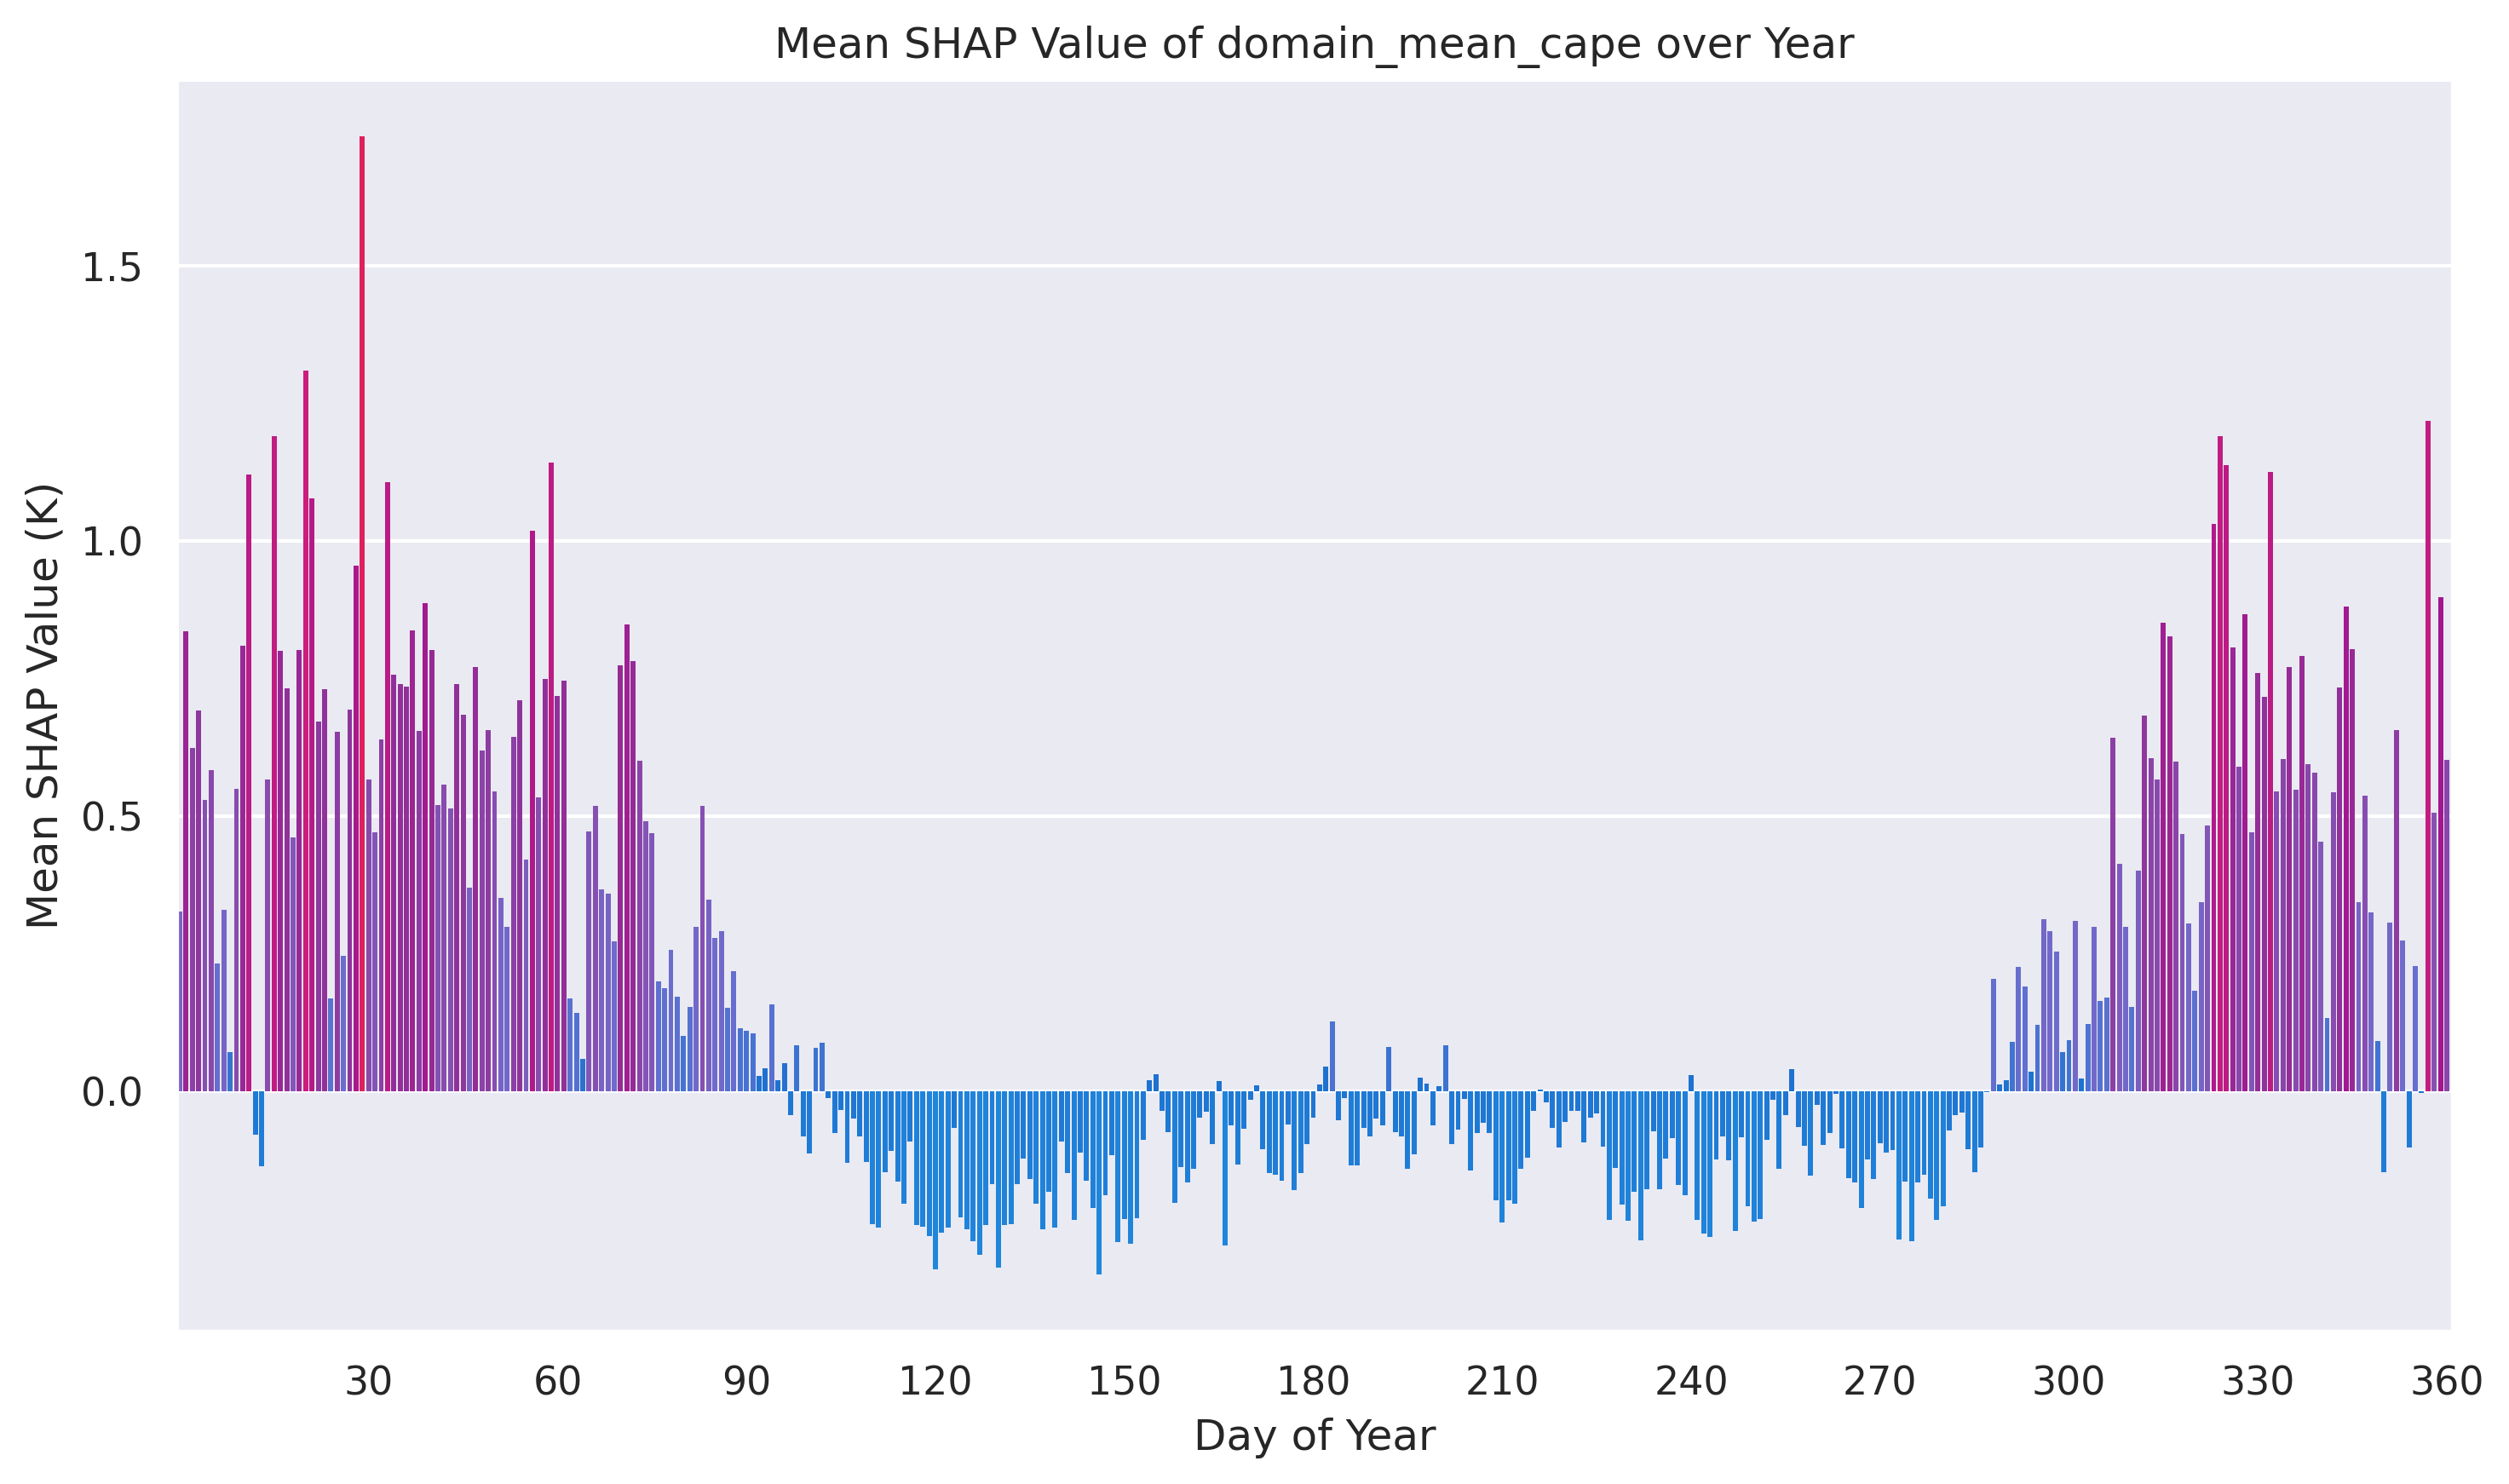 Mean SHAP Value of domain_mean_cape over Year
Mean SHAP Value (K)
1.5
1.0
0.5
0.0
30 60 90 120 150 180 210 240 270 300 330 360
Day of Year